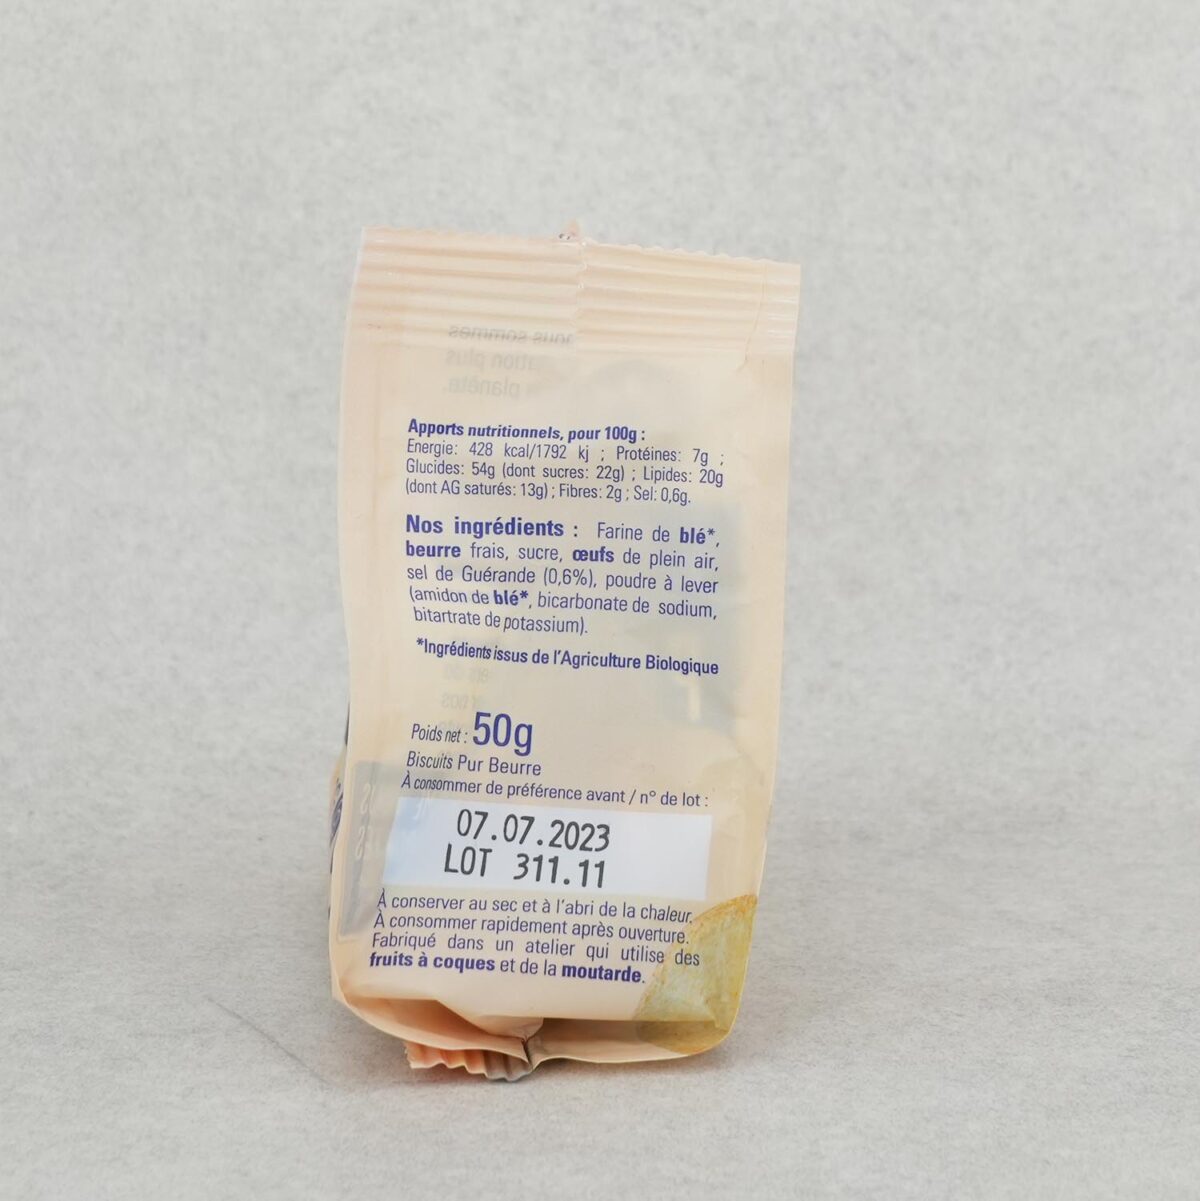 Apports nutritionnels, pour 100g :
Energie: 428 kcal/1792 kj ; Protéines: 7g ;
Glucides: 54g (dont sucres: 22g) ; Lipides: 20g
(dont AG saturés: 13g) ; Fibres: 2g ; Sel: 0,6g.
Nos ingrédients : Farine de blé*,
beurre frais, sucre, œufs de plein air,
sel de Guérande (0,6%), poudre à lever
(amidon de blé*, bicarbonate de sodium,
bitartrate de potassium).
*Ingrédients issus de l'Agriculture Biologique
Poids net : 50g
Biscuits Pur Beurre
À consommer de préférence avant / n° de lot :
07.07.2023
LOT 311.11
À conserver au sec et à l'abri de la chaleur.
À consommer rapidement après ouverture.
Fabriqué dans un atelier qui utilise des
fruits à coques et de la moutarde.